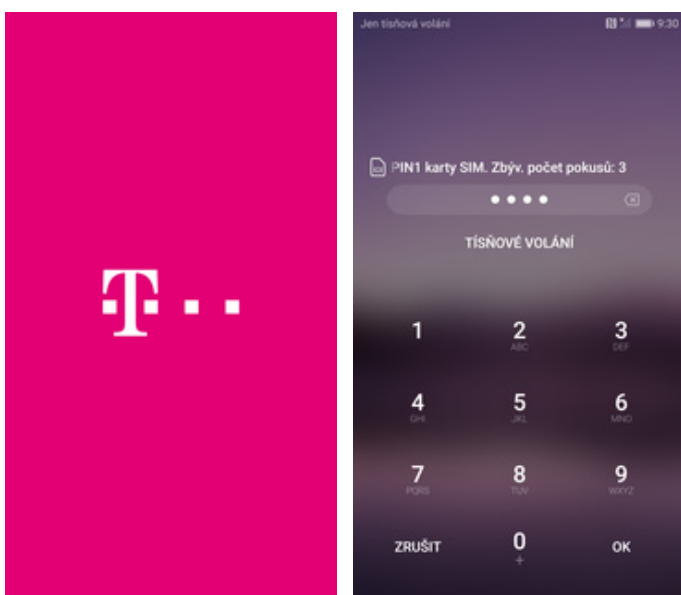 T
Jen tísňová volání
9:30
PIN1 karty SIM. Zbýv. počet pokusů: 3
TÍSŇOVÉ VOLÁNÍ
1 2 3
ABC DEF
4 5 6
GHI JKL MNO
7 8 9
PQRS TUV WXYZ
ZRUŠIT 0 OK
+